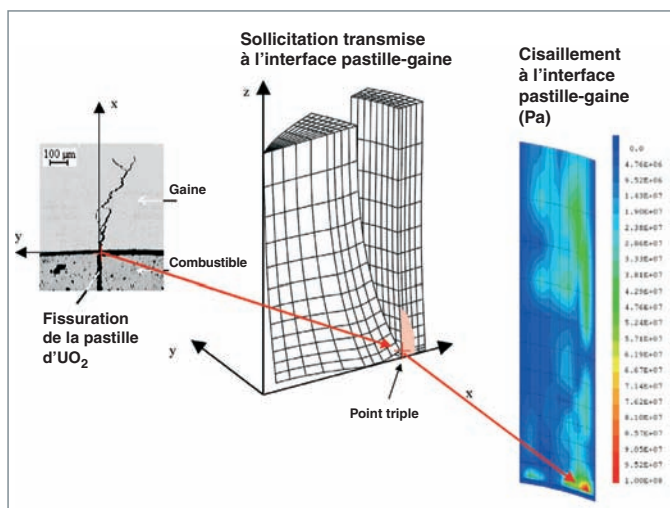 Sollicitation transmise
à l'interface pastille-gaine
Cisaillement
à l'interface
pastille-gaine
(Pa)
x
z
100 µm
Gaine
y
Combustible
Fissuration
de la pastille
d'UO₂
y
Point triple
x
0.0
4.76E+06
9.52E+06
1.43E+07
1.90E+07
2.38E+07
2.86E+07
3.33E+07
3.81E+07
4.29E+07
4.76E+07
5.24E+07
5.71E+07
6.19E+07
6.67E+07
7.14E+07
7.62E+07
8.10E+07
8.57E+07
9.05E+07
9.52E+07
1.00E+08